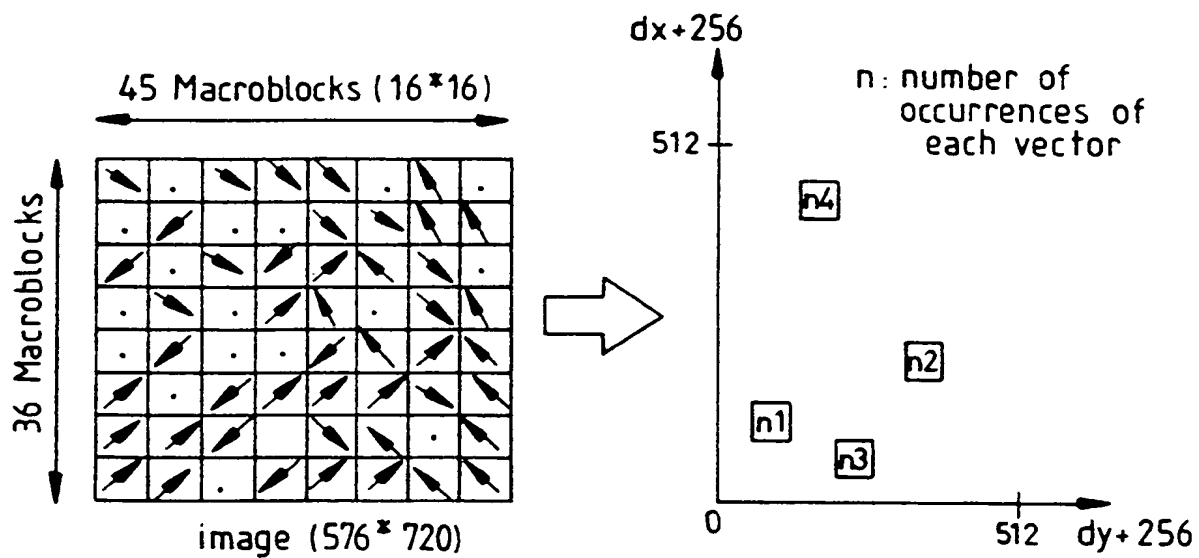 45 Macroblocks (16*16)
36 Macroblocks
image (576*720)
dx+256
n: number of
occurrences of
each vector
512
n4
n2
n1
n3
0
512
dy+256